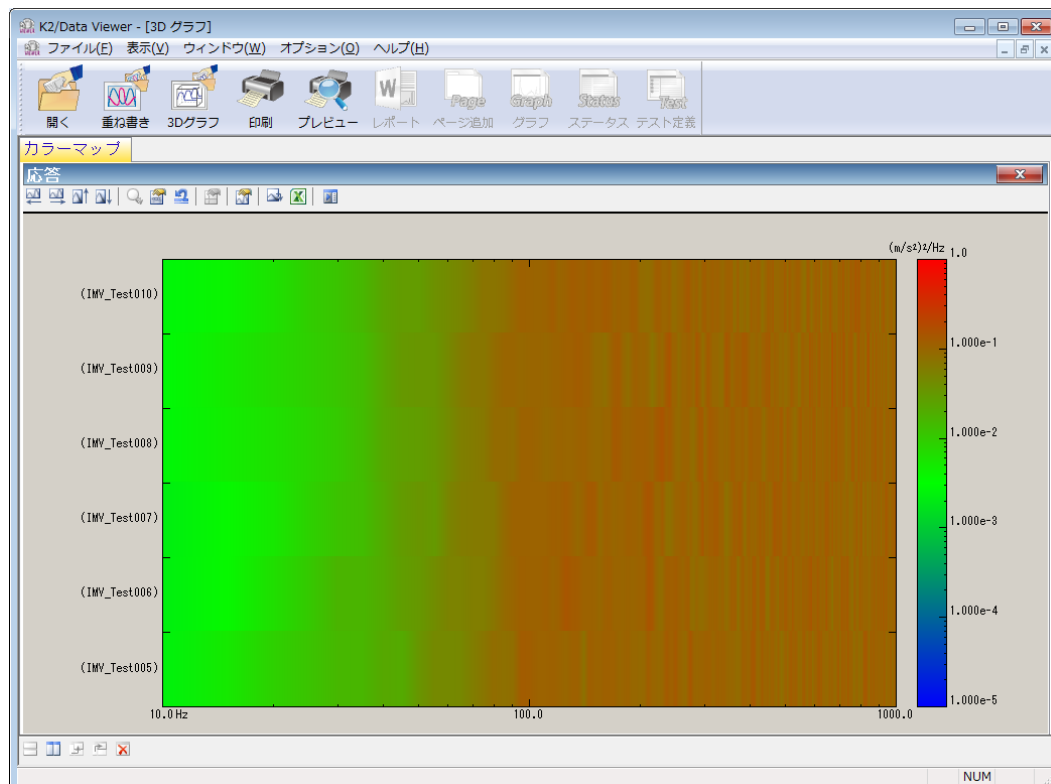 K2/Data Viewer - [3D グラフ]
ファイル(F) 表示(V) ウィンドウ(W) オプション(O) ヘルプ(H)
開く 重ね書き 3Dグラフ 印刷 プレビュー レポート ページ追加 グラフ ステータス テスト定義
W Page Graph Status Test
カラーマップ
応答
(m/s²)²/Hz 1.0
(IMV_Test010)
1.000e-1
(IMV_Test009)
1.000e-2
(IMV_Test008)
1.000e-3
(IMV_Test007)
1.000e-4
(IMV_Test006)
(IMV_Test005)
1.000e-5
10.0 Hz 100.0 1000.0
NUM